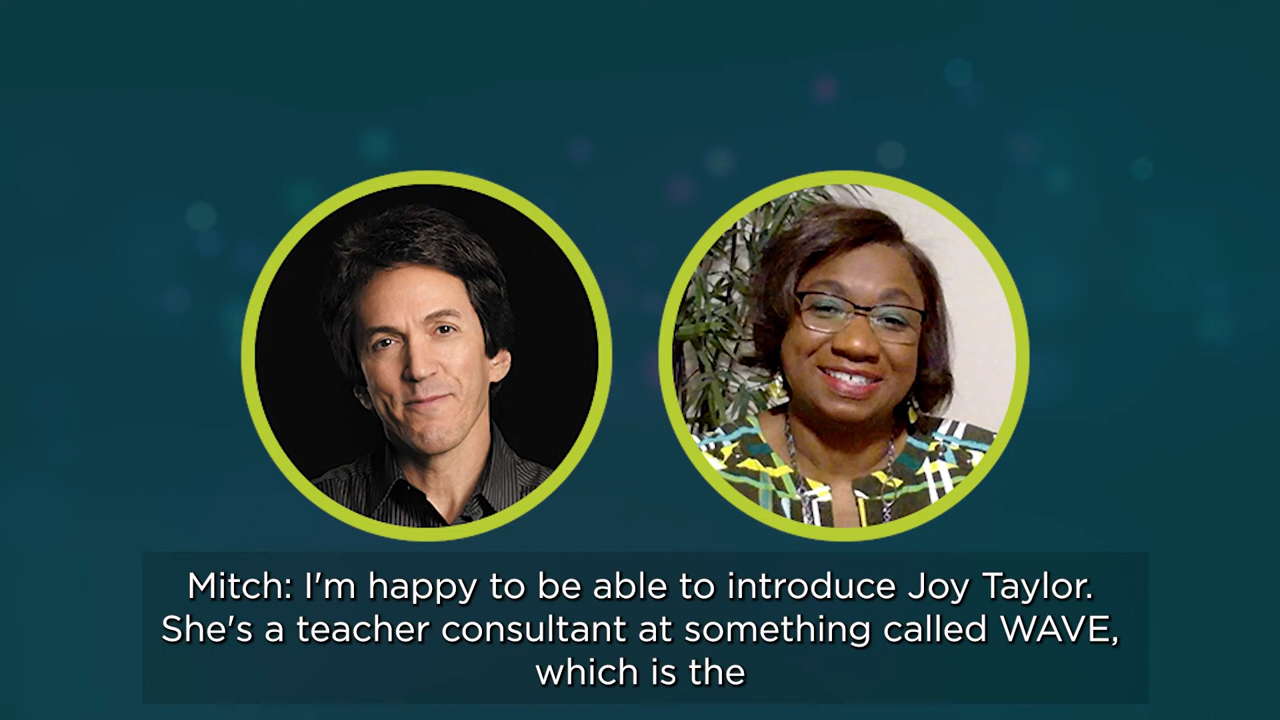 Mitch: I'm happy to be able to introduce Joy Taylor.
She's a teacher consultant at something called WAVE,
which is the